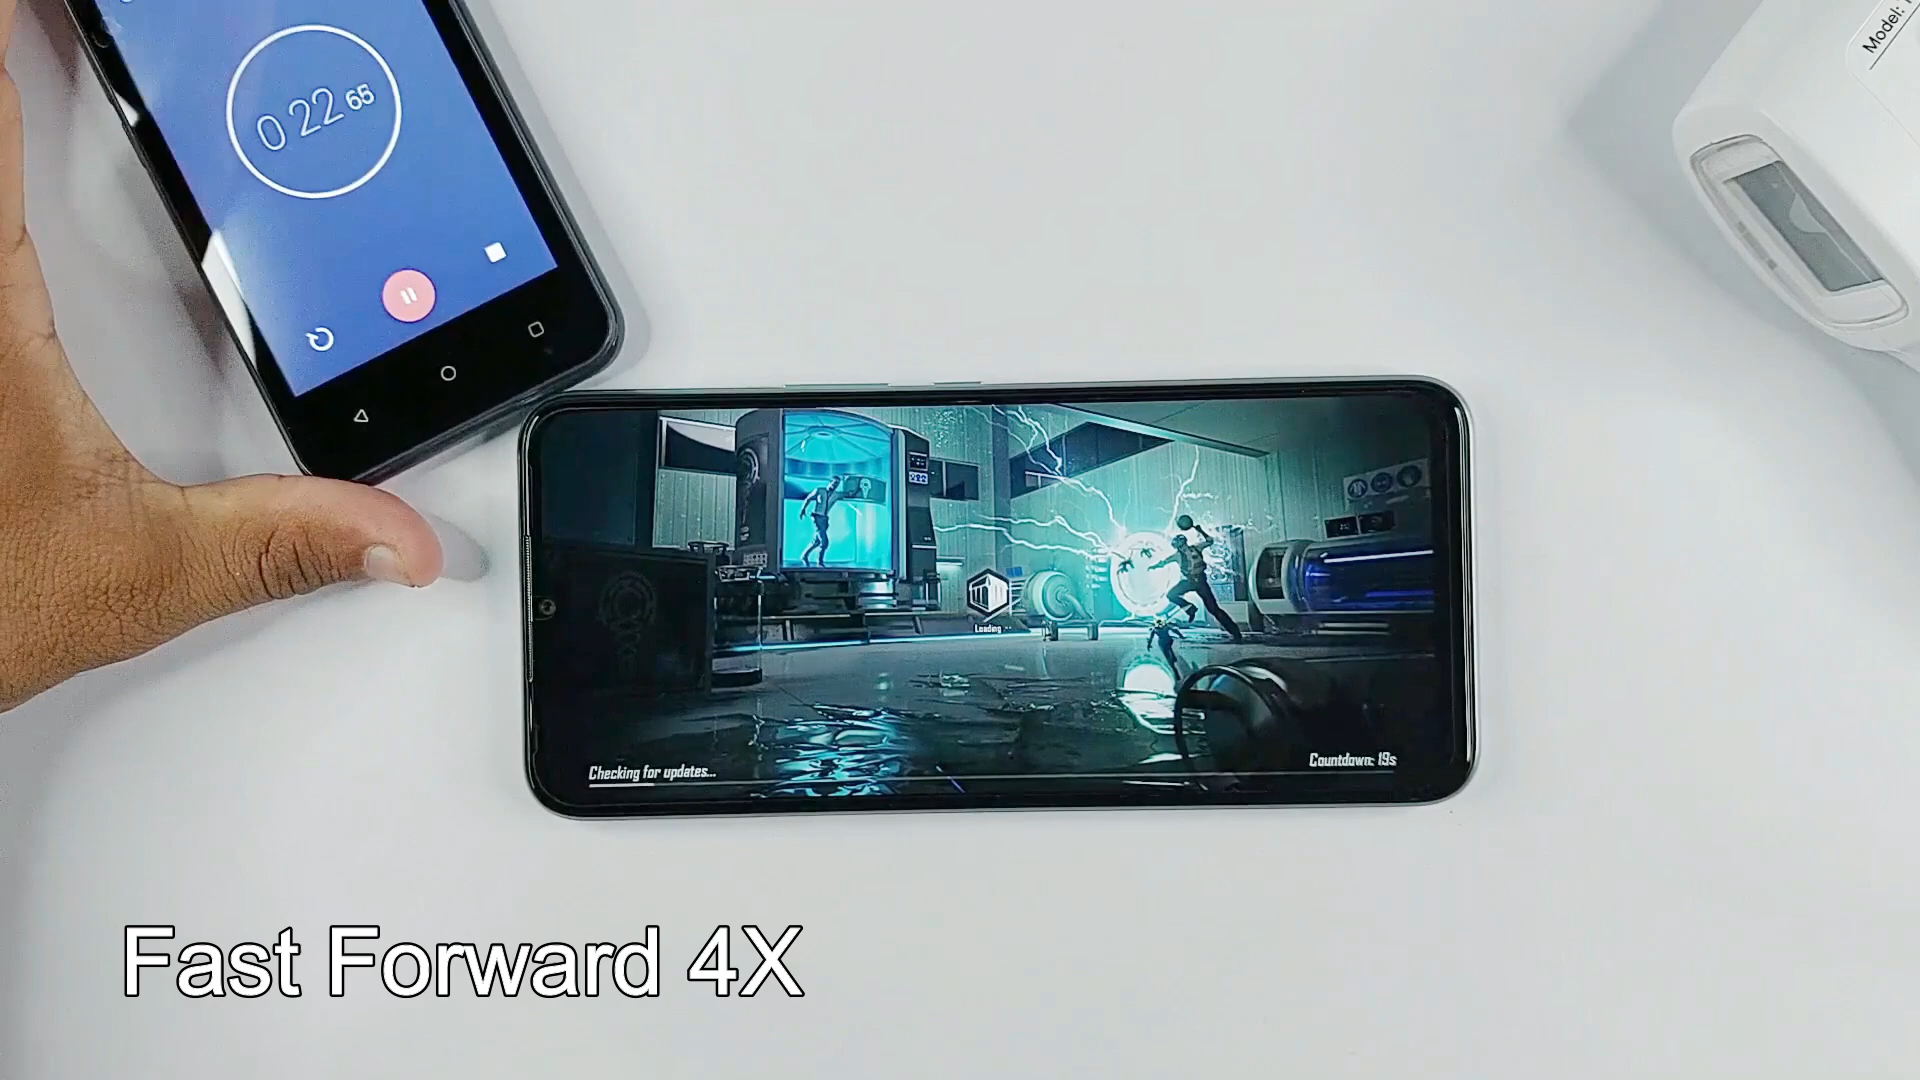 Model:
0 22 65
Loading
Checking for updates...
Countdown: 19s
Fast Forward 4X